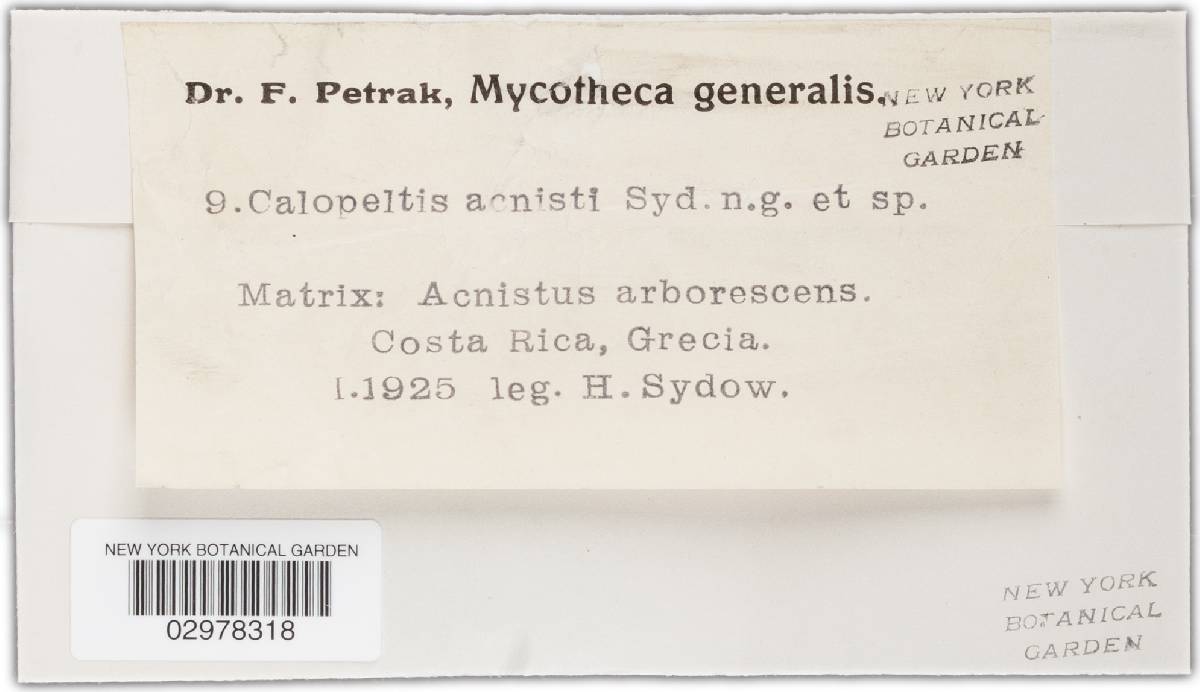 Dr. F. Petrak, Mycotheca generalis.
NEW YORK
BOTANICAL
GARDEN
9.Calopeltis acnisti Syd.n.g. et sp.
Matrix: Acnistus arborescens.
Costa Rica, Grecia.
I.1925 leg. H.Sydow.
NEW YORK BOTANICAL GARDEN
02978318
NEW YORK
BOTANICAL
GARDEN